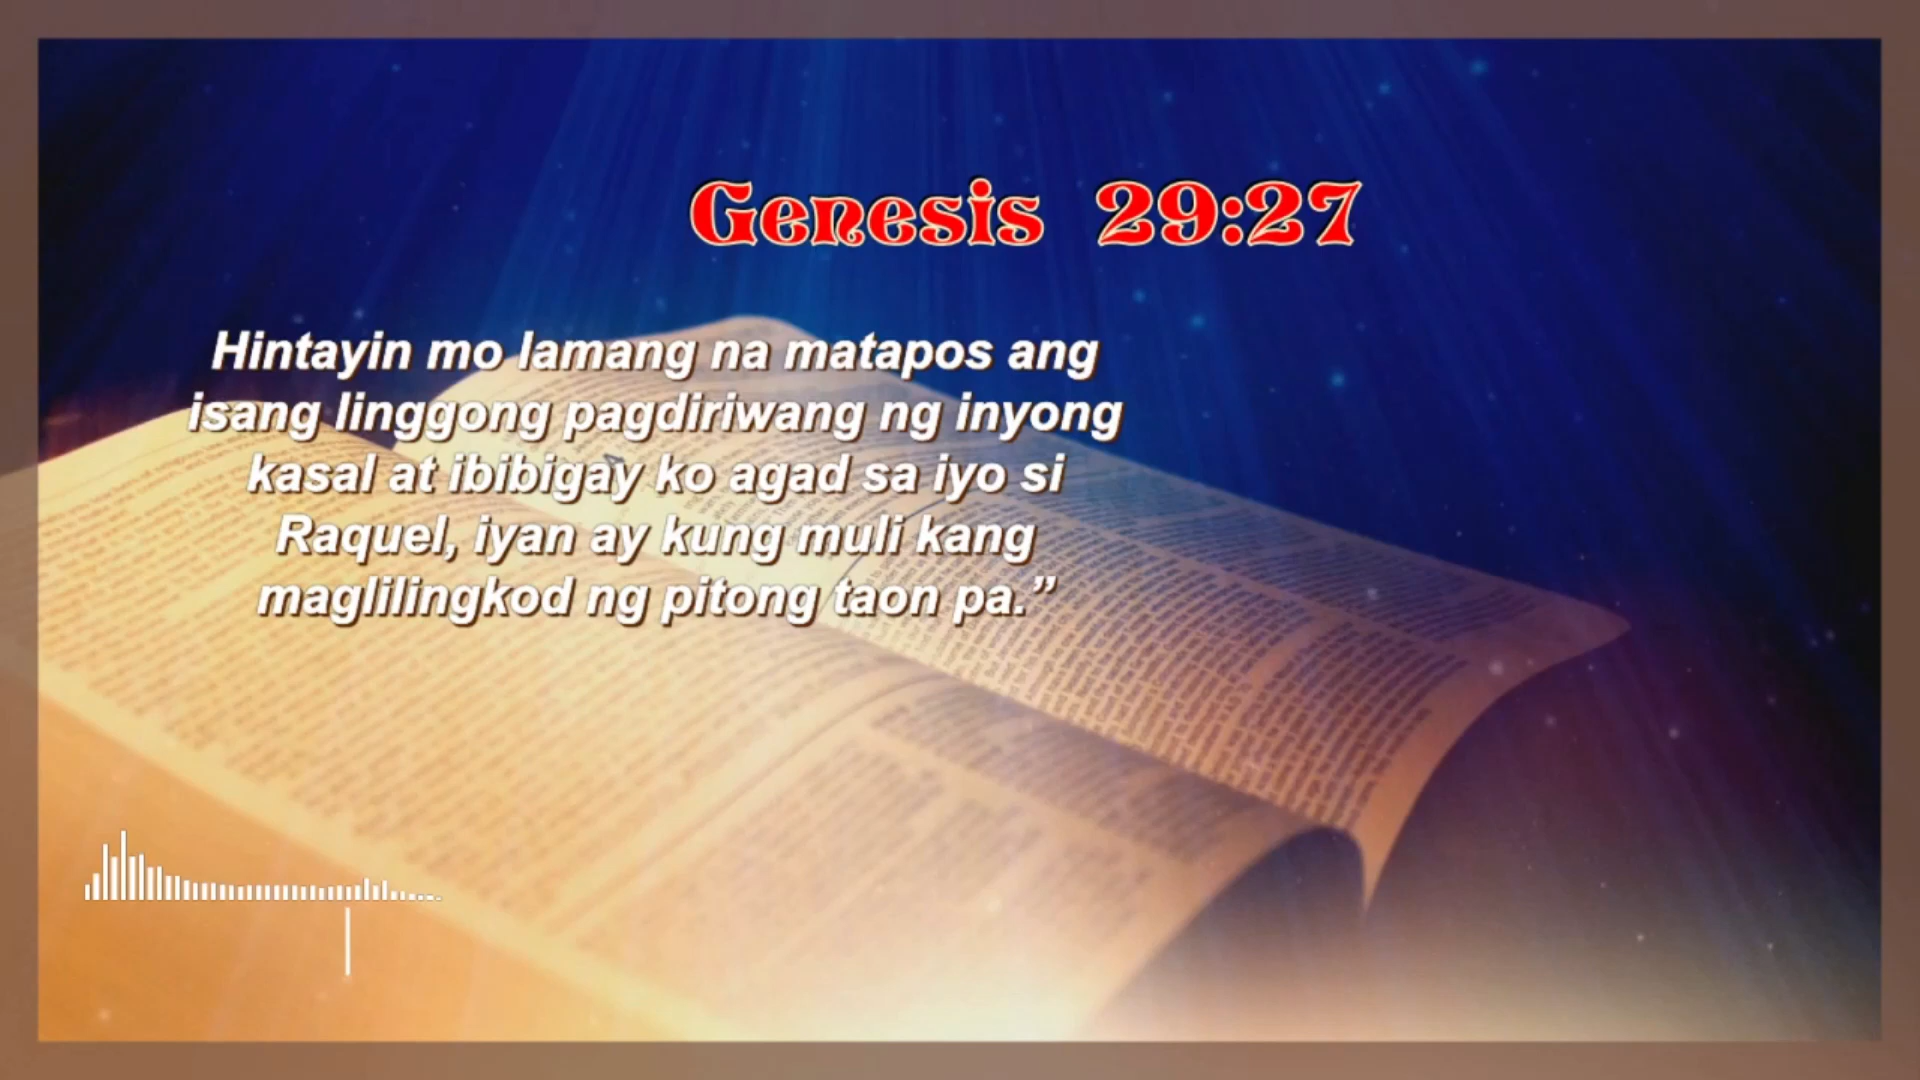 Genesis 29:27
Hintayin mo lamang na matapos ang
isang linggong pagdiriwang ng inyong
kasal at ibibigay ko agad sa iyo si
Raquel, iyan ay kung muli kang
maglilingkod ng pitong taon pa.”